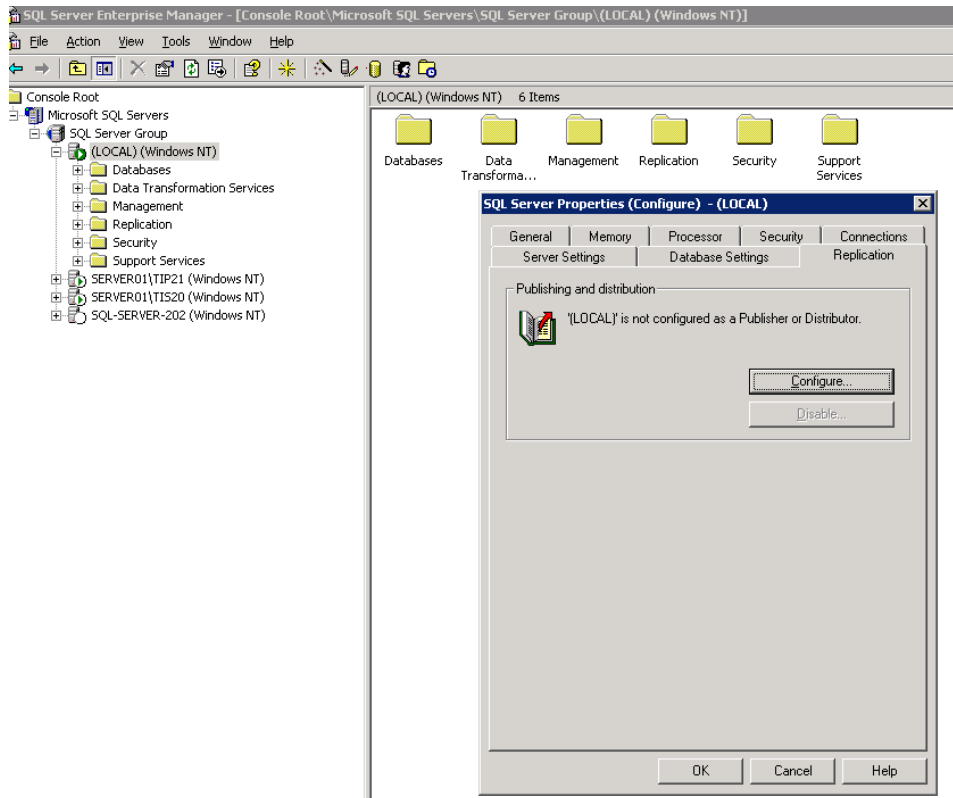 SQL Server Enterprise Manager - [Console Root\Microsoft SQL Servers\SQL Server Group\(LOCAL) (Windows NT)]
File Action View Tools Window Help
Console Root
Microsoft SQL Servers
SQL Server Group
(LOCAL) (Windows NT)
Databases
Data Transformation Services
Management
Replication
Security
Support Services
SERVER01\TIP21 (Windows NT)
SERVER01\TIS20 (Windows NT)
SQL-SERVER-202 (Windows NT)
(LOCAL) (Windows NT) 6 Items
Databases Data Management Replication Security Support
Transforma... Services
SQL Server Properties (Configure) - (LOCAL)
General Memory Processor Security Connections
Server Settings Database Settings Replication
Publishing and distribution
'(LOCAL)' is not configured as a Publisher or Distributor.
Configure...
Disable...
OK Cancel Help